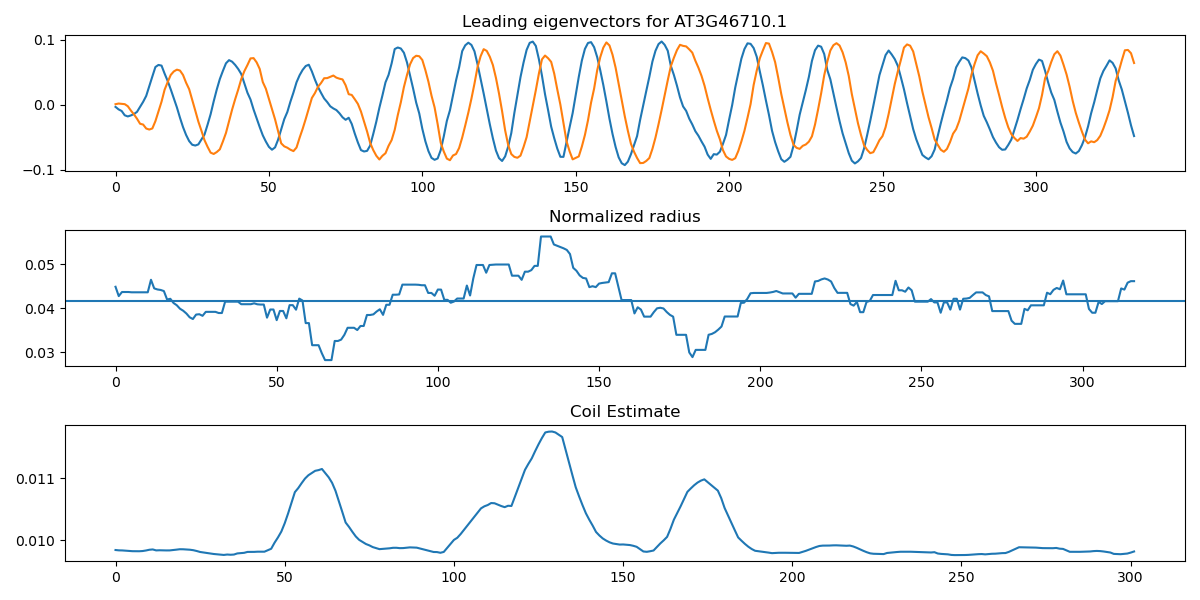 Leading eigenvectors for AT3G46710.1
0.1
0.0
−0.1
0 50 100 150 200 250 300
Normalized radius
0.05
0.04
0.03
0 50 100 150 200 250 300
Coil Estimate
0.011
0.010
0 50 100 150 200 250 300